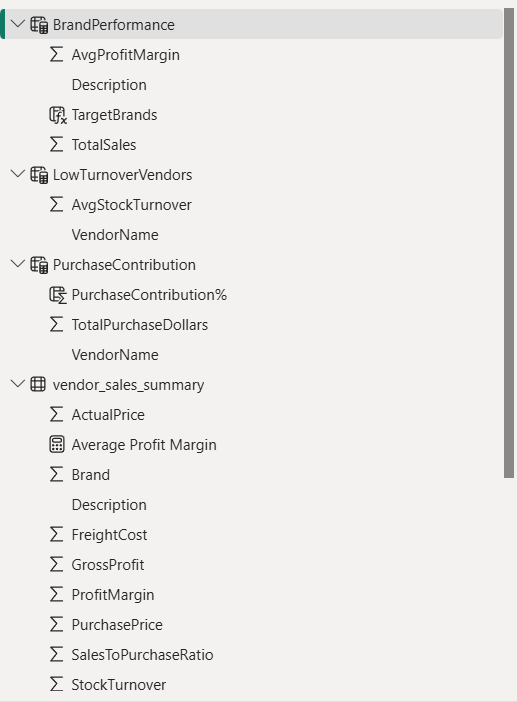 BrandPerformance
AvgProfitMargin
Description
TargetBrands
TotalSales
LowTurnoverVendors
AvgStockTurnover
VendorName
PurchaseContribution
PurchaseContribution%
TotalPurchaseDollars
VendorName
vendor_sales_summary
ActualPrice
Average Profit Margin
Brand
Description
FreightCost
GrossProfit
ProfitMargin
PurchasePrice
SalesToPurchaseRatio
StockTurnover